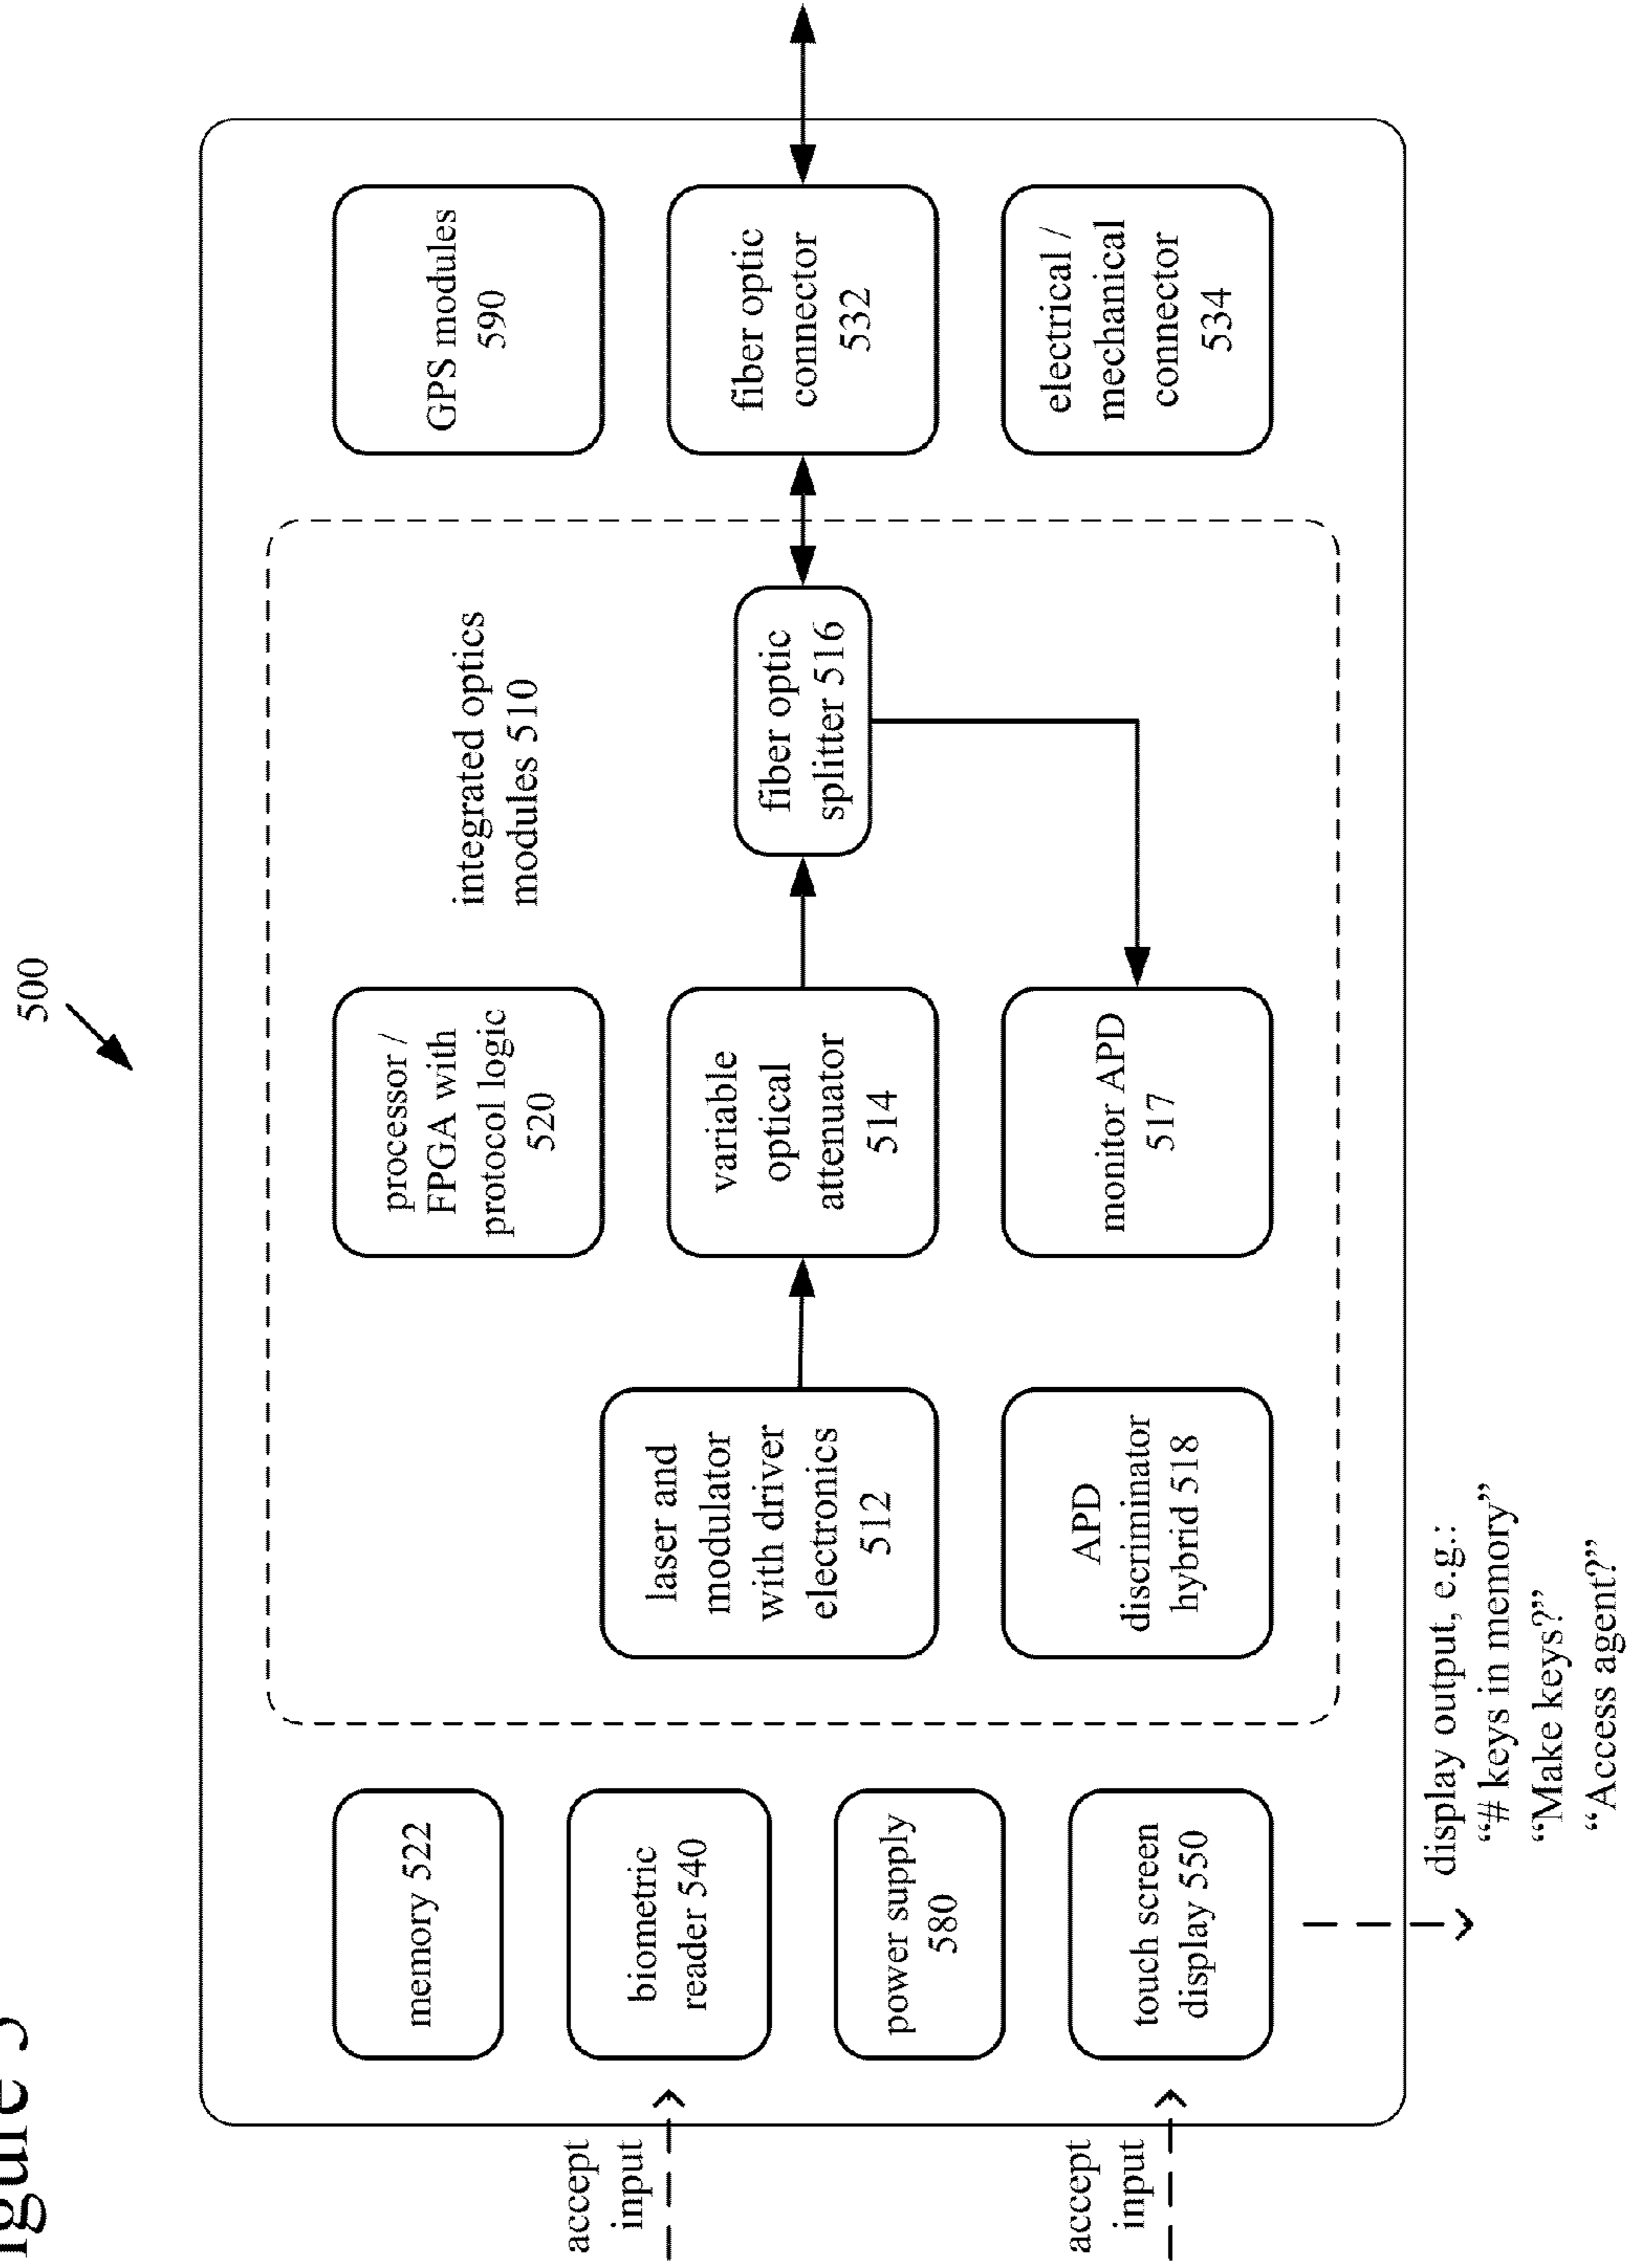 500
memory 522
biometric
reader 540
power supply
580
touch screen
display 550
accept
input
accept
input
integrated optics
modules 510
processor /
FPGA with
protocol logic
520
laser and
modulator
with driver
electronics
512
variable
optical
attenuator
514
fiber optic
splitter 516
APD
discriminator
hybrid 518
monitor APD
517
GPS modules
590
fiber optic
connector
532
electrical /
mechanical
connector
534
display output, e.g.:
“# keys in memory”
“Make keys?”
“Access agent?”